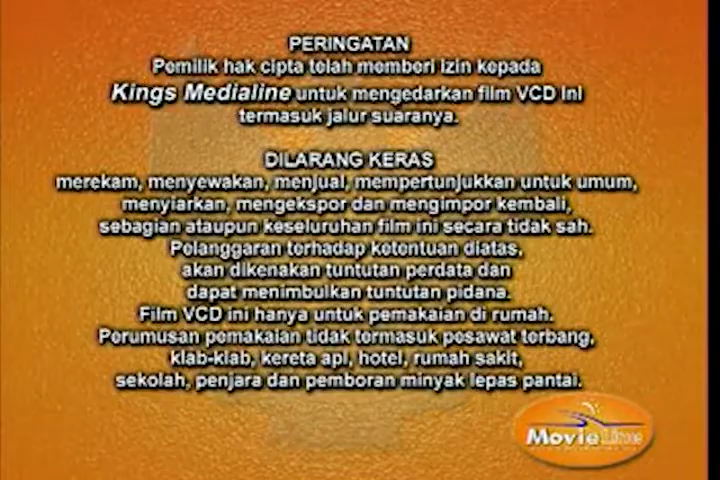 PERINGATAN
Pemilik hak cipta telah memberi izin kepada
Kings Medialine untuk mengedarkan film VCD ini
termasuk jalur suaranya.
DILARANG KERAS
merekam, menyewakan, menjual, mempertunjukkan untuk umum,
menyiarkan, mengekspor dan mengimpor kembali,
sebagian ataupun keseluruhan film ini secara tidak sah.
Pelanggaran terhadap ketentuan diatas,
akan dikenakan tuntutan perdata dan
dapat menimbulkan tuntutan pidana.
Film VCD ini hanya untuk pemakaian di rumah.
Perumusan pemakaian tidak termasuk pesawat terbang,
klab-klab, kereta api, hotel, rumah sakit,
sekolah, penjara dan pemboran minyak lepas pantai.
Movie Line